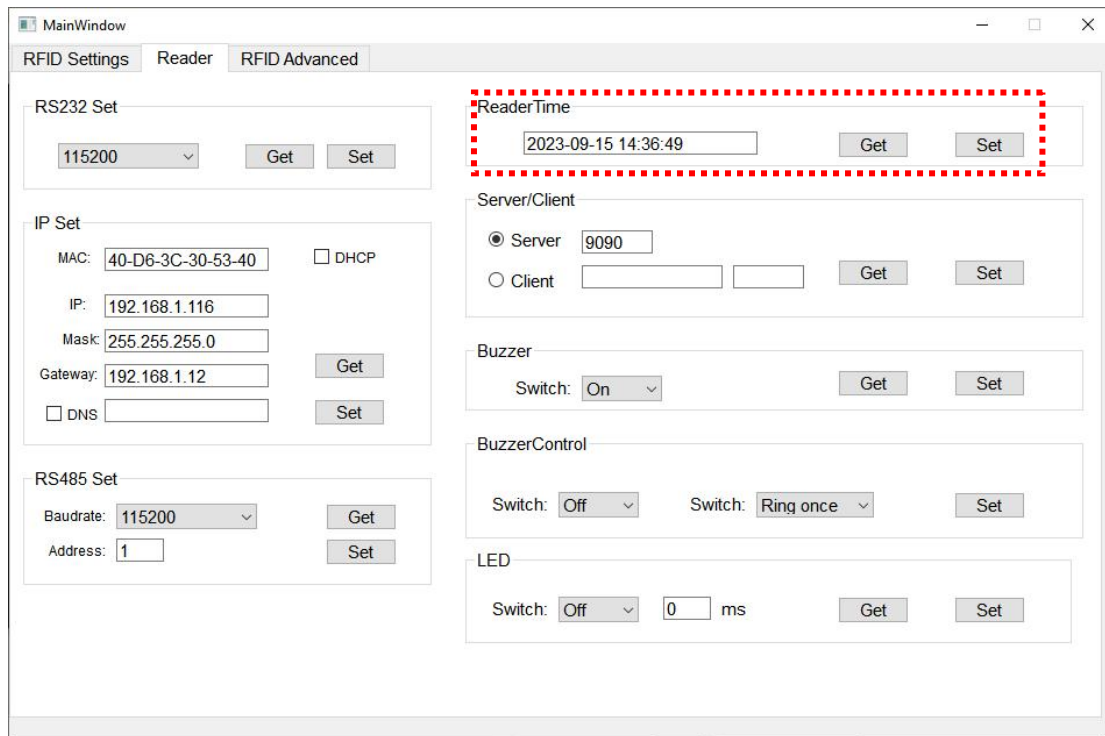 MainWindow
RFID Settings Reader RFID Advanced
RS232 Set
115200 Get Set
IP Set
MAC: 40-D6-3C-30-53-40 DHCP
IP: 192.168.1.116
Mask: 255.255.255.0
Gateway: 192.168.1.12 Get
DNS Set
RS485 Set
Baudrate: 115200 Get
Address: 1 Set
ReaderTime
2023-09-15 14:36:49 Get Set
Server/Client
Server 9090
Client Get Set
Buzzer
Switch: On Get Set
BuzzerControl
Switch: Off Switch: Ring once Set
LED
Switch: Off 0 ms Get Set